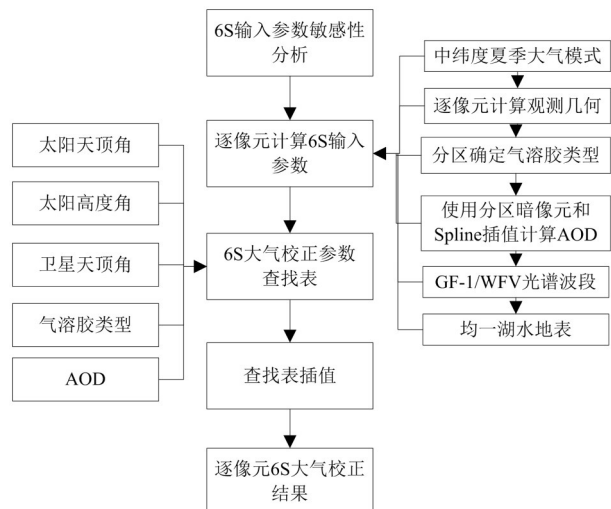 6S输入参数敏感性
分析
逐像元计算6S输入
参数
6S大气校正参数
查找表
查找表插值
逐像元6S大气校正
结果
太阳天顶角
太阳高度角
卫星天顶角
气溶胶类型
AOD
中纬度夏季大气模式
逐像元计算观测几何
分区确定气溶胶类型
使用分区暗像元和
Spline插值计算AOD
GF-1/WFV光谱波段
均一湖水地表